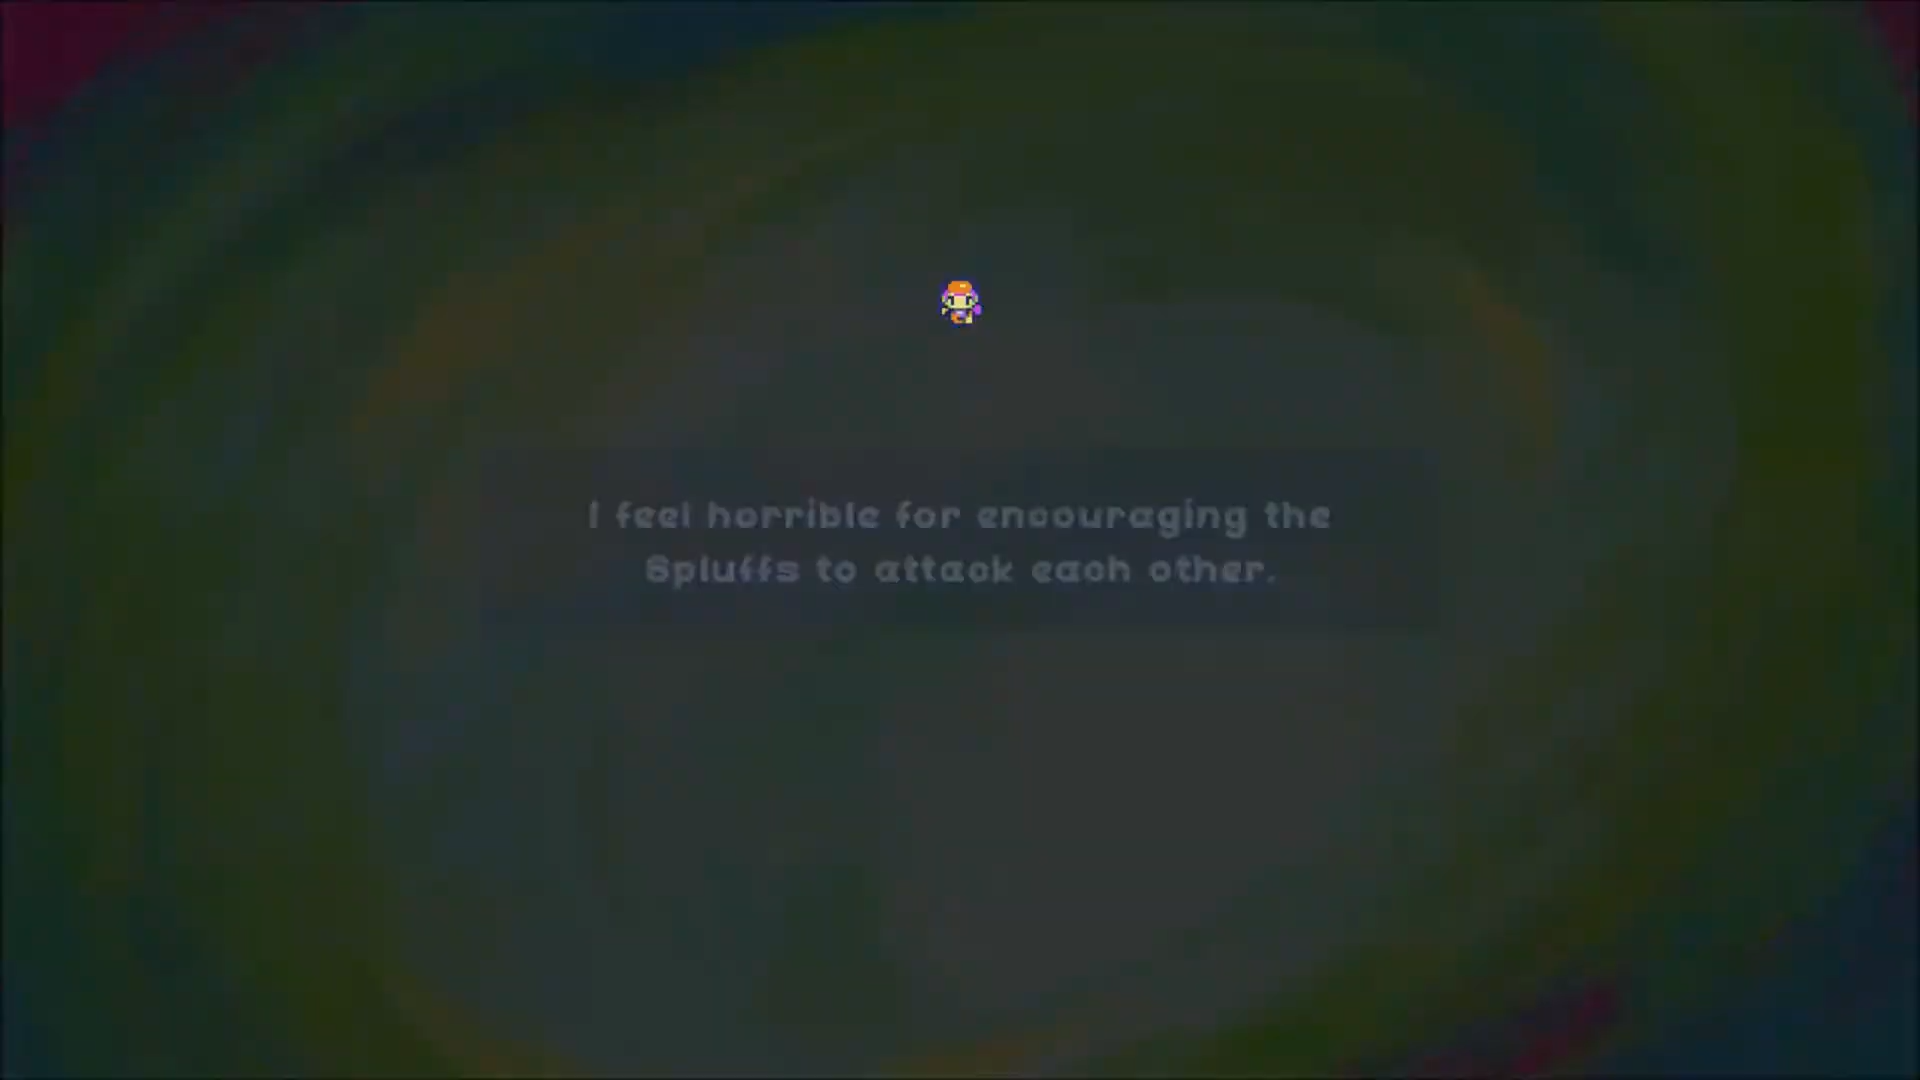 I feel horrible for encouraging the
Spluffs to attack each other.